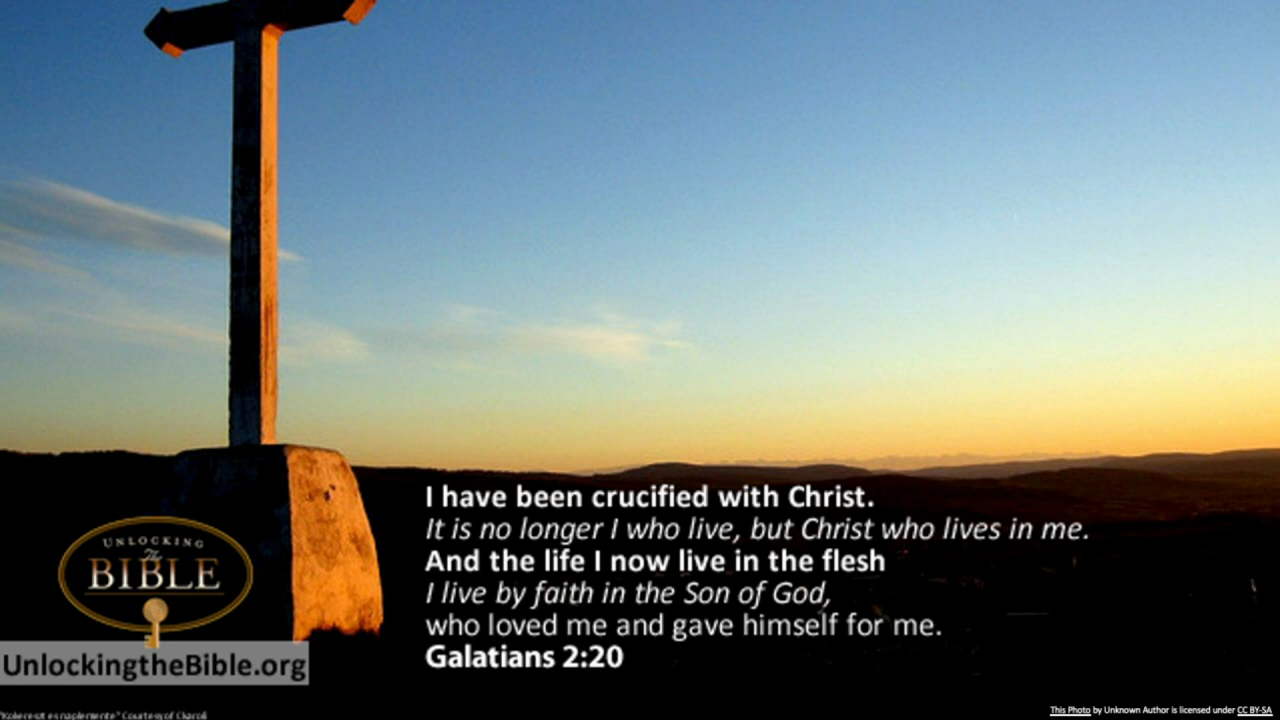 I have been crucified with Christ.
It is no longer I who live, but Christ who lives in me.
And the life I now live in the flesh
I live by faith in the Son of God,
who loved me and gave himself for me.
Galatians 2:20
UNLOCKING
The
BIBLE
UnlockingtheBible.org
Courtesy of
This Photo by Unknown Author is licensed under CC BY-SA